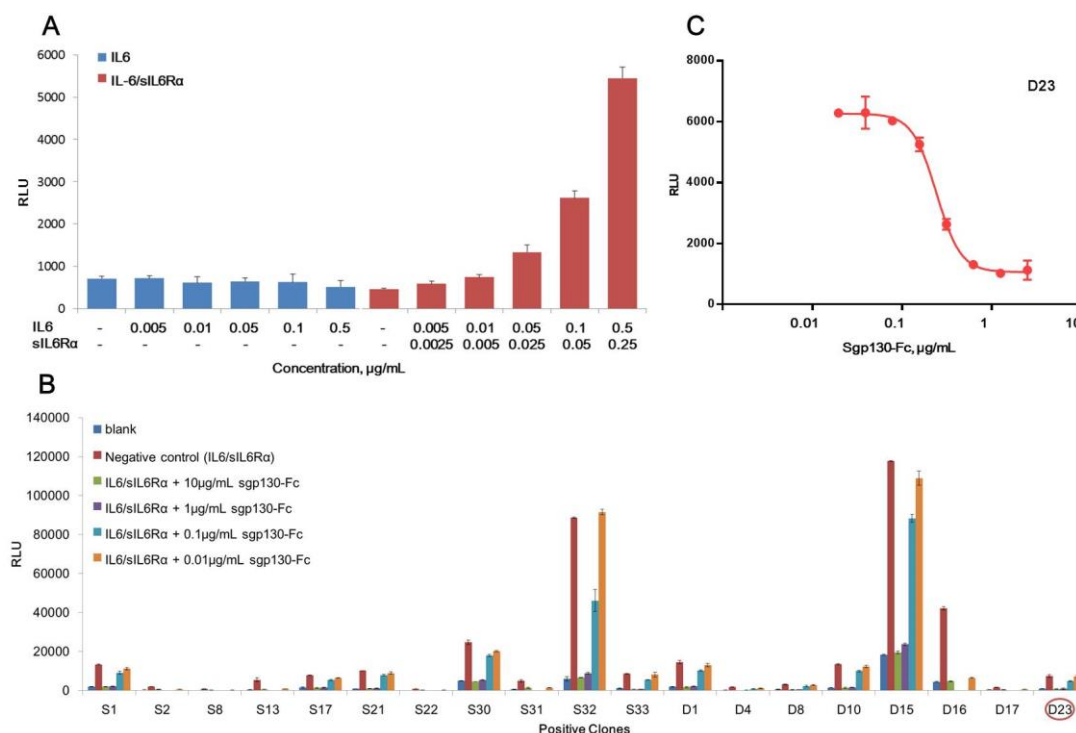 A
6000
5000
4000
3000
2000
1000
0
RLU
IL6
IL-6/sIL6Rα
IL6 - 0.005 0.01 0.05 0.1 0.5 - 0.005 0.01 0.05 0.1 0.5
sIL6Rα - - - - - - - 0.0025 0.005 0.025 0.05 0.25
Concentration, µg/mL
C
D23
8000
6000
4000
2000
0
RLU
0.01 0.1 1 10
Sgp130-Fc, µg/mL
B
140000
120000
100000
80000
60000
40000
20000
0
RLU
blank
Negative control (IL6/sIL6Rα)
IL6/sIL6Rα + 10µg/mL sgp130-Fc
IL6/sIL6Rα + 1µg/mL sgp130-Fc
IL6/sIL6Rα + 0.1µg/mL sgp130-Fc
IL6/sIL6Rα + 0.01µg/mL sgp130-Fc
S1 S2 S8 S13 S17 S21 S22 S30 S31 S32 S33 D1 D4 D8 D10 D15 D16 D17 D23
Positive Clones